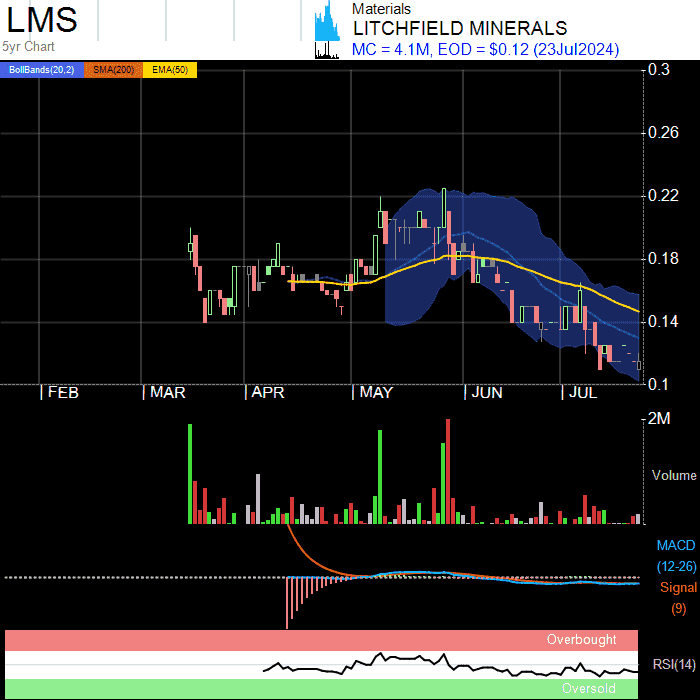 LMS
5yr Chart
Materials
LITCHFIELD MINERALS
MC = 4.1M, EOD = $0.12 (23Jul2024)
BollBands(20,2) SMA(200) EMA(50)
0.3
0.26
0.22
0.18
0.14
0.1
FEB MAR APR MAY JUN JUL
2M
Volume
MACD
(12-26)
Signal
(9)
Overbought
RSI(14)
Oversold